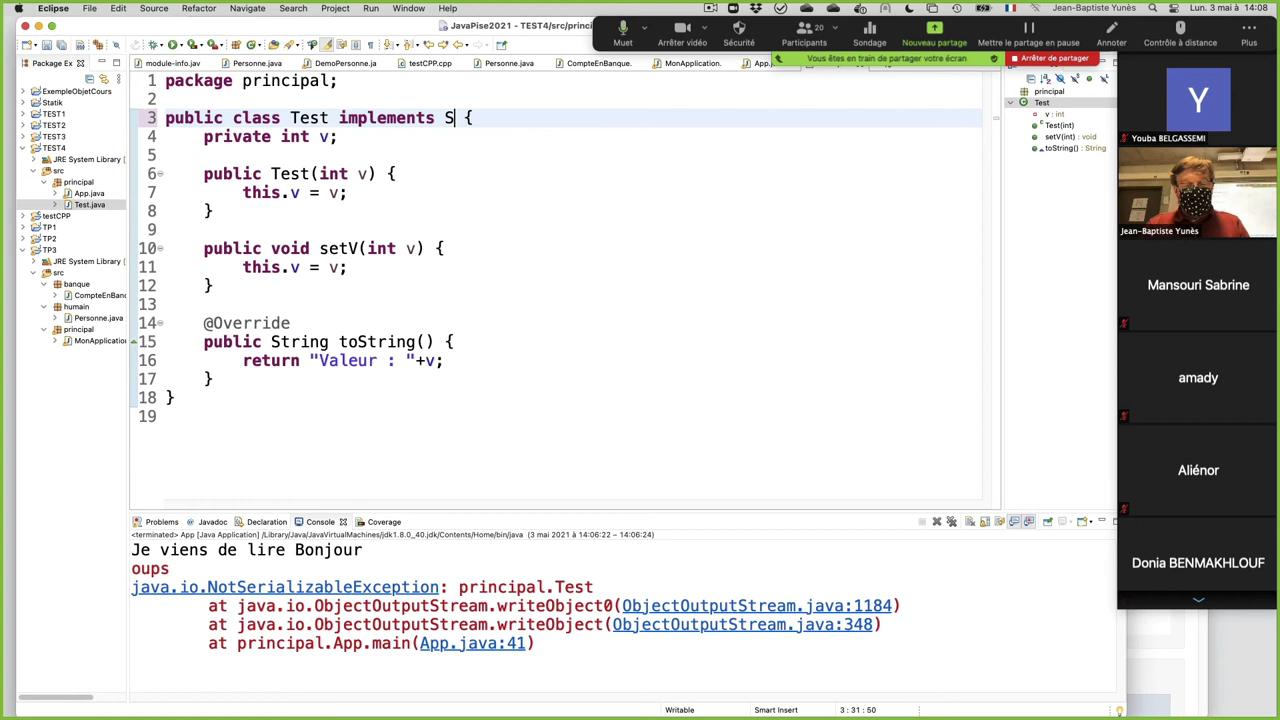 Eclipse File Edit Source Refactor Navigate Search Project Run Window Help Jean-Baptiste Yunès Lun. 3 mai à 14:08
JavaPise2021 - TEST4/src/princi
Muet Arrêter vidéo Sécurité Participants 20 Sondage Nouveau partage Mettre le partage en pause Annoter Contrôle à distance Plus
Vous êtes en train de partager votre écran Arrêter de partager
Package Ex
module-info.jav Personne.java DemoPersonne.ja testCPP.cpp Personne.java CompteEnBanque. MonApplication. App.j
ExempleObjetCours
Statik
TEST1
TEST2
TEST3
TEST4
JRE System Library [
src
principal
App.java
Test.java
testCPP
TP1
TP2
TP3
JRE System Library [
src
banque
CompteEnBanq
humain
Personne.java
principal
MonApplication
1 package principal;
2
3 public class Test implements S {
4 private int v;
5
6 public Test(int v) {
7 this.v = v;
8 }
9
10 public void setV(int v) {
11 this.v = v;
12 }
13
14 @Override
15 public String toString() {
16 return "Valeur : "+v;
17 }
18 }
19
principal
Test
v : int
Test(int)
setV(int) : void
toString() : String
Y
Youba BELGASSEMI
Jean-Baptiste Yunès
Mansouri Sabrine
amady
Aliénor
Donia BENMAKHLOUF
Problems Javadoc Declaration Console Coverage
<terminated> App [Java Application] /Library/Java/JavaVirtualMachines/jdk1.8.0_40.jdk/Contents/Home/bin/java (3 mai 2021 à 14:06:22 – 14:06:24)
Je viens de lire Bonjour
oups
java.io.NotSerializableException: principal.Test
at java.io.ObjectOutputStream.writeObject0(ObjectOutputStream.java:1184)
at java.io.ObjectOutputStream.writeObject(ObjectOutputStream.java:348)
at principal.App.main(App.java:41)
Writable Smart Insert 3 : 31 : 50